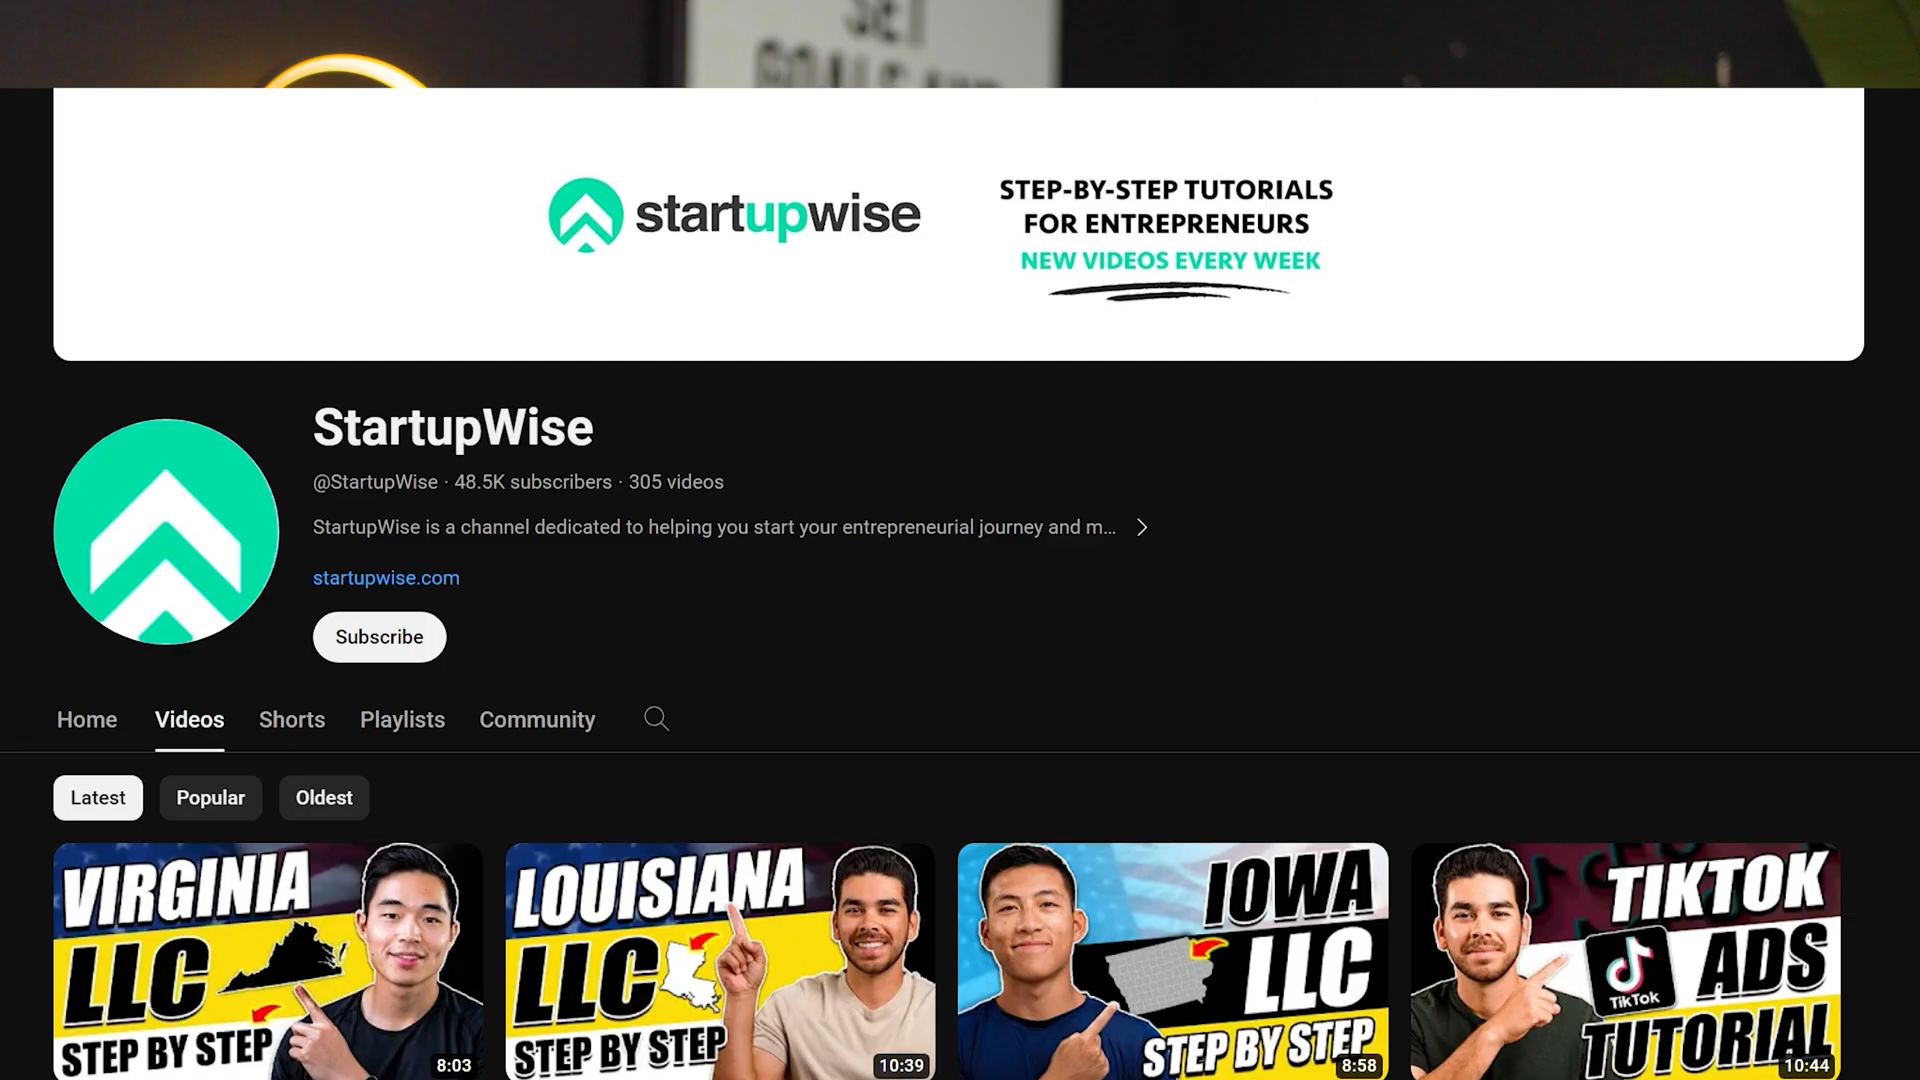 SET
GOALS AND
startupwise
STEP-BY-STEP TUTORIALS
FOR ENTREPRENEURS
NEW VIDEOS EVERY WEEK
StartupWise
@StartupWise · 48.5K subscribers · 305 videos
StartupWise is a channel dedicated to helping you start your entrepreneurial journey and m...
startupwise.com
Subscribe
Home Videos Shorts Playlists Community
Latest Popular Oldest
VIRGINIA
LLC
STEP BY STEP
8:03
LOUISIANA
LLC
STEP BY STEP
10:39
IOWA
LLC
STEP BY STEP
8:58
TIKTOK
ADS
TikTok
TUTORIAL
10:44